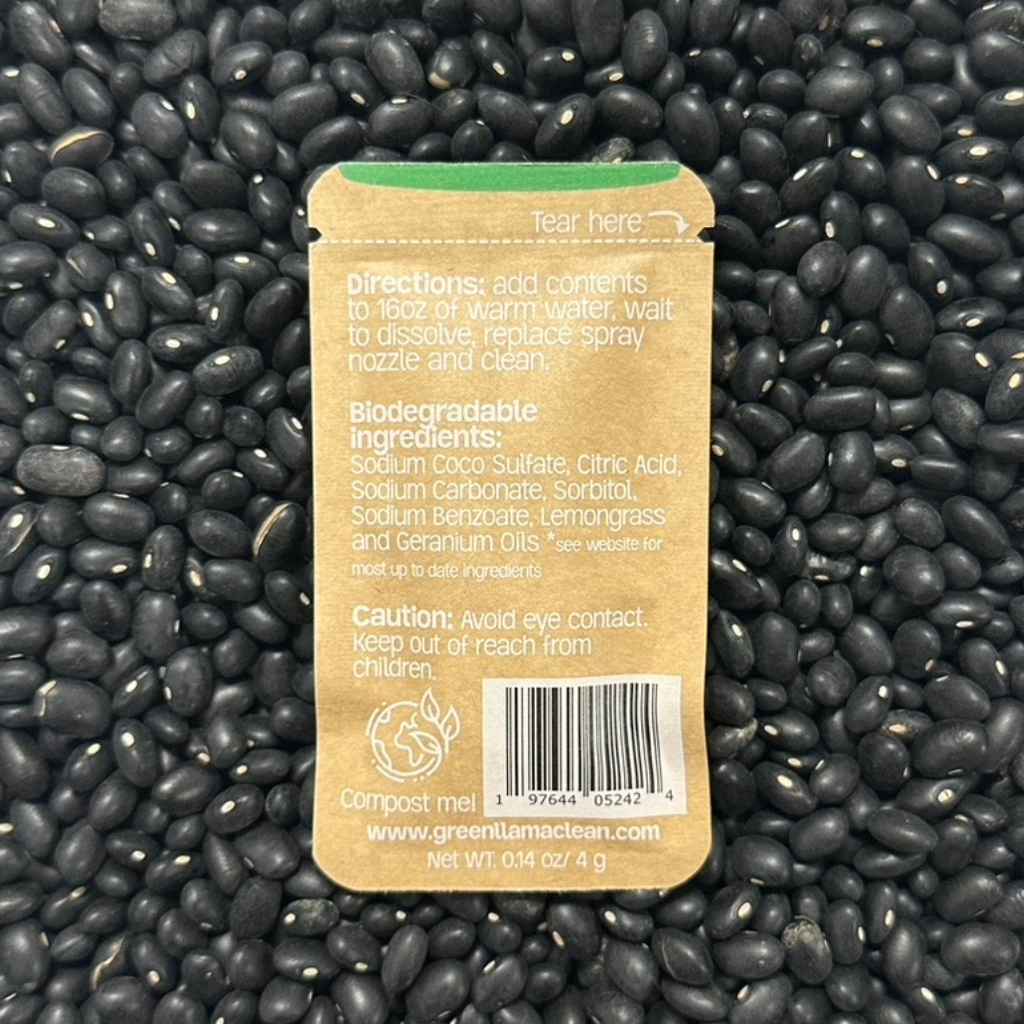 Tear here
Directions: add contents
to 16oz of warm water, wait
to dissolve, replace spray
nozzle and clean.
Biodegradable
ingredients:
Sodium Coco Sulfate, Citric Acid,
Sodium Carbonate, Sorbitol,
Sodium Benzoate, Lemongrass
and Geranium Oils *see website for
most up to date ingredients
Caution: Avoid eye contact.
Keep out of reach from
children.
1 97644 05242 4
Compost me!
www.greenllamaclean.com
Net WT. 0.14 oz/ 4 g